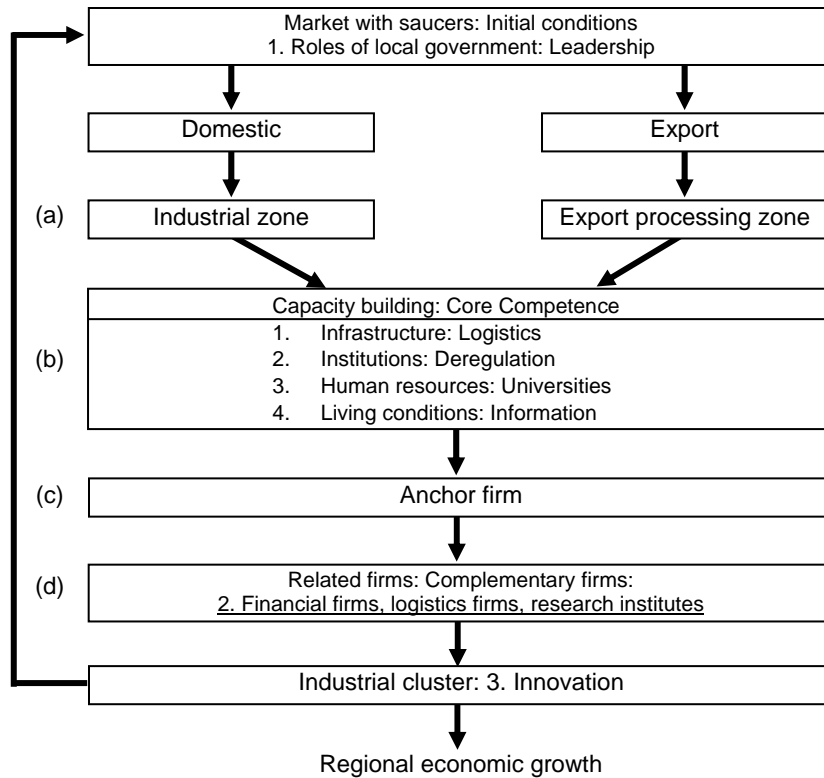 Market with saucers: Initial conditions
1. Roles of local government: Leadership
Domestic
Export
(a)
Industrial zone
Export processing zone
Capacity building: Core Competence
(b)
1. Infrastructure: Logistics
2. Institutions: Deregulation
3. Human resources: Universities
4. Living conditions: Information
(c)
Anchor firm
(d)
Related firms: Complementary firms:
2. Financial firms, logistics firms, research institutes
Industrial cluster: 3. Innovation
Regional economic growth